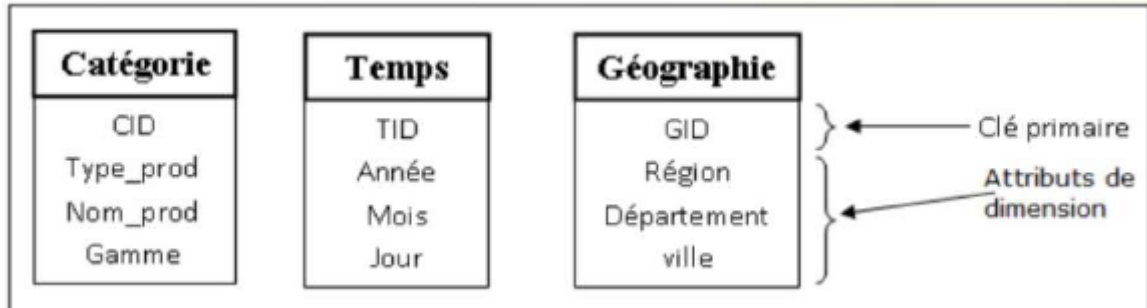 Catégorie
CID
Type_prod
Nom_prod
Gamme
Temps
TID
Année
Mois
Jour
Géographie
GID
Région
Département
ville
Clé primaire
Attributs de
dimension